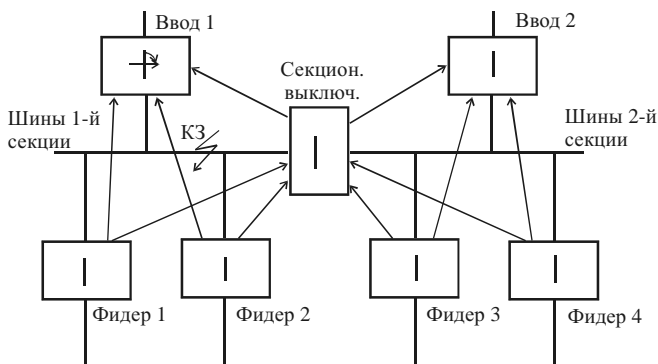 Ввод 1
Ввод 2
Секцион.
выключ.
Шины 1-й
секции
КЗ
Шины 2-й
секции
Фидер 1
Фидер 2
Фидер 3
Фидер 4